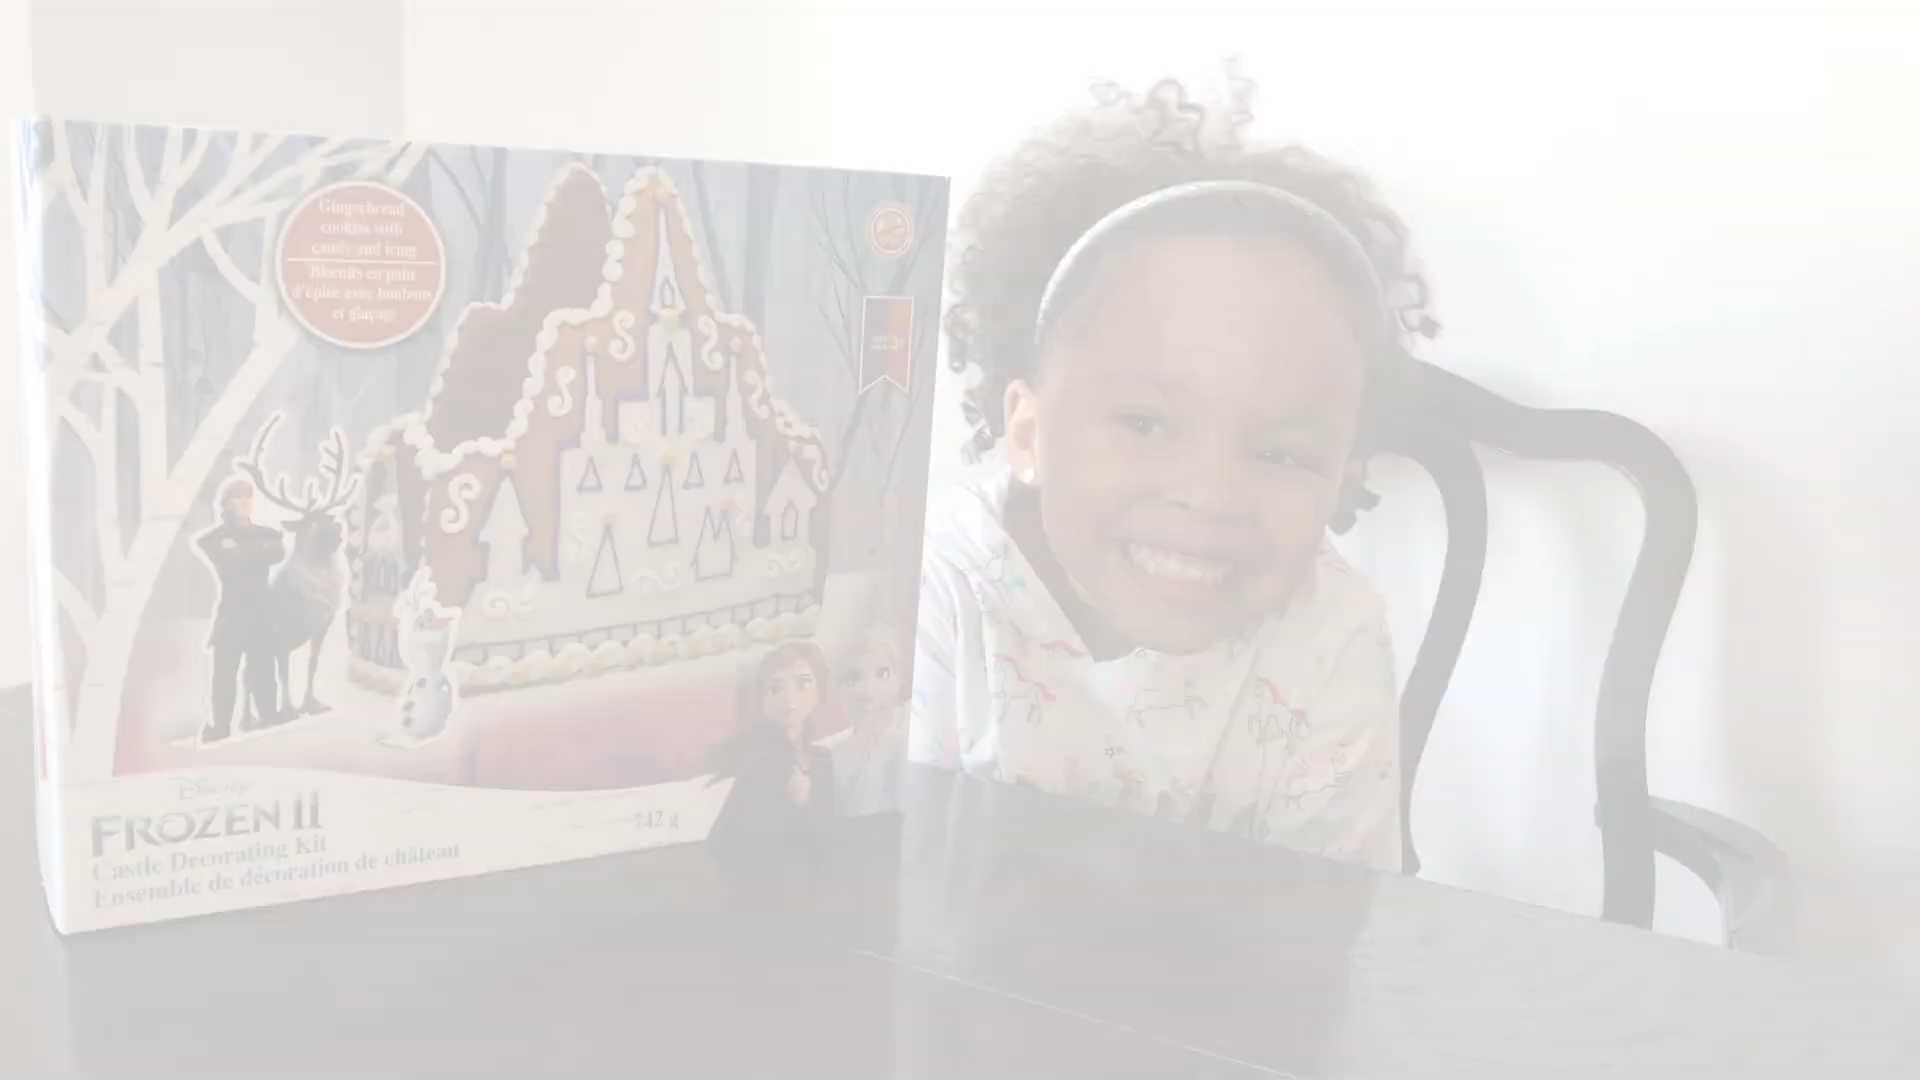 Gingerbread
cookies with
candy and icing
Biscuits en pain
d'épice avec bonbons
et glaçage
Disney
FROZEN II
Castle Decorating Kit
Ensemble de décoration de château
742 g